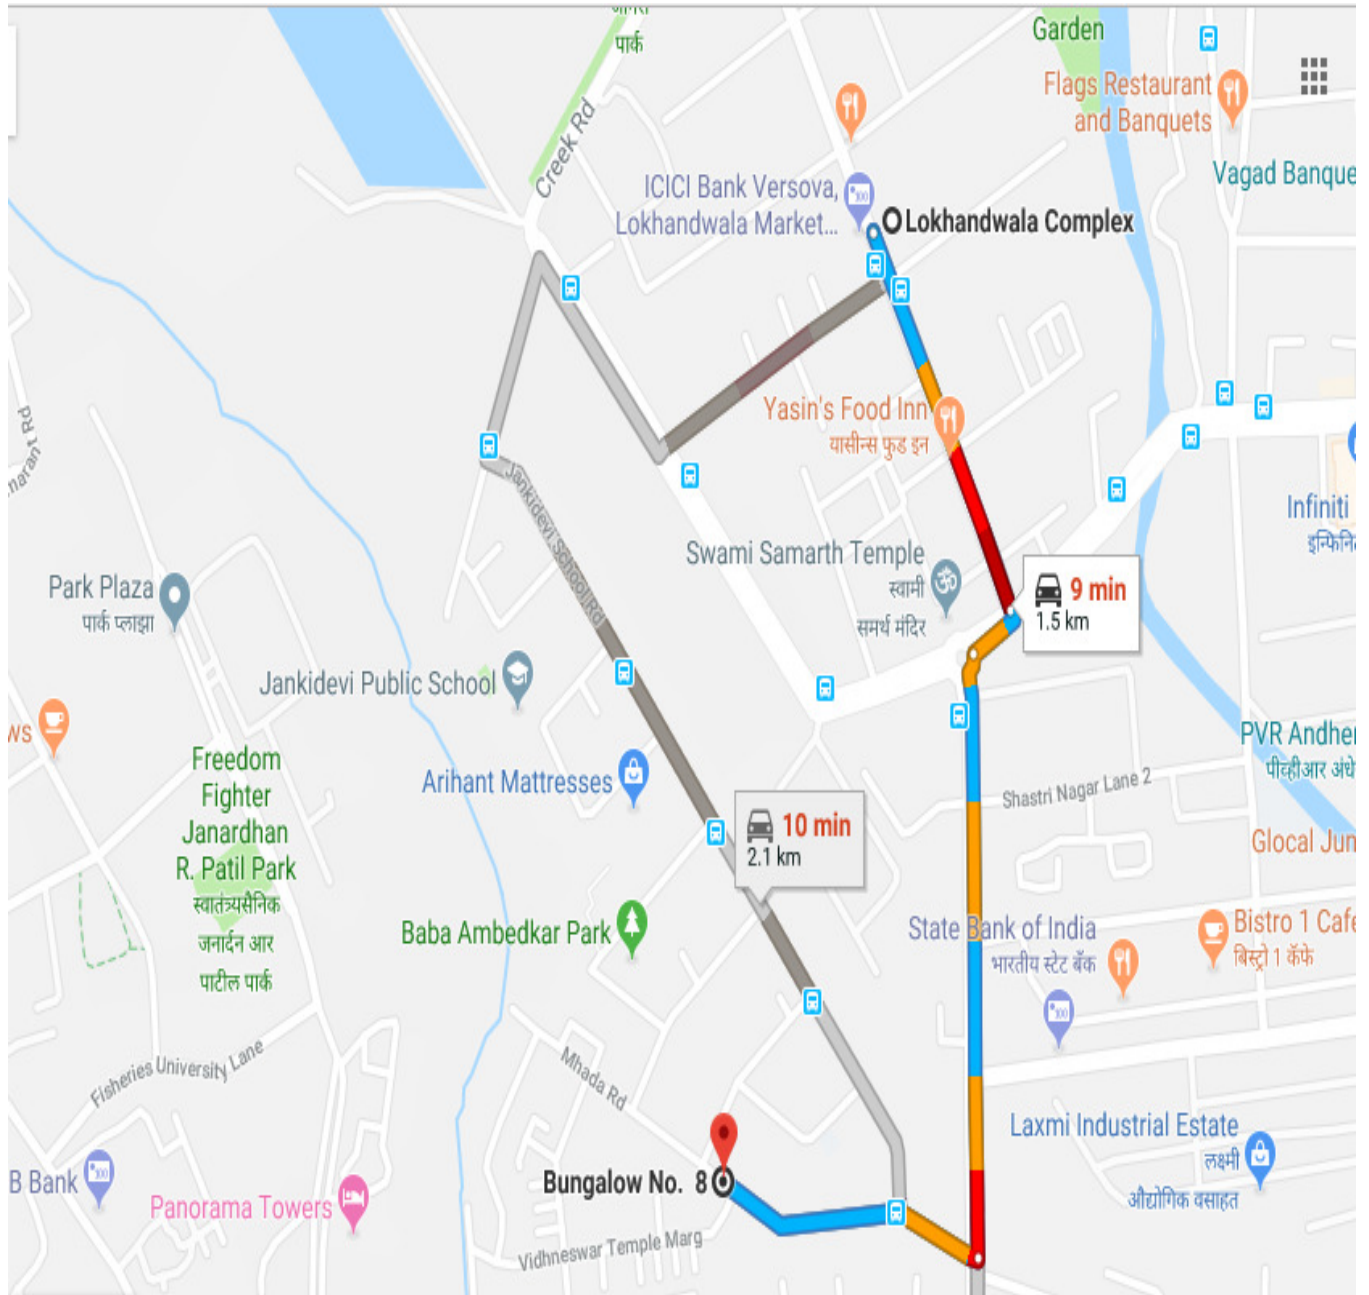 पार्क
Garden
Creek Rd
Flags Restaurant
and Banquets
Vagad Banque
ICICI Bank Versova,
Lokhandwala Market...
Lokhandwala Complex
Yasin's Food Inn
यासीन्स फुड इन
Jankidevi School Rd
Infiniti
Swami Samarth Temple
स्वामी
समर्थ मंदिर
9 min
1.5 km
Park Plaza
पार्क प्लाझा
Jankidevi Public School
Arihant Mattresses
PVR Andher
पीव्हीआर अंधे
Shastri Nagar Lane 2
Freedom
Fighter
Janardhan
R. Patil Park
स्वातंत्र्यसैनिक
जनार्दन आर
पाटील पार्क
10 min
2.1 km
Glocal Jun
Baba Ambedkar Park
State Bank of India
भारतीय स्टेट बँक
Bistro 1 Cafe
बिस्ट्रो 1 कॅफे
Fisheries University Lane
Mhada Rd
Laxmi Industrial Estate
लक्ष्मी
औद्योगिक वसाहत
B Bank
Panorama Towers
Bungalow No. 8
Vidhneswar Temple Marg